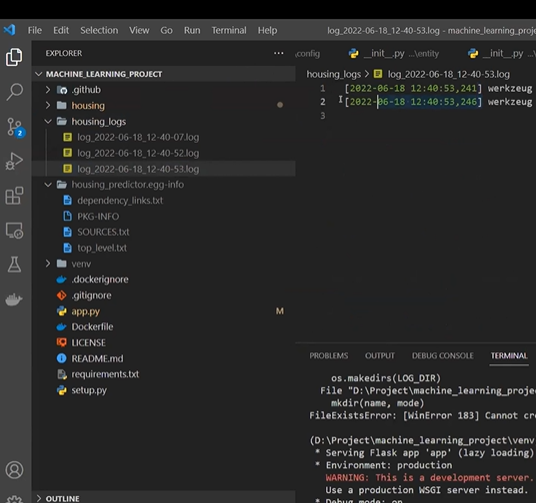 File Edit Selection View Go Run Terminal Help log_2022-06-18_12-40-53.log - machine_learning_project
EXPLORER
.config __init__.py ...\entity __init__.py ...\
MACHINE_LEARNING_PROJECT
housing_logs > log_2022-06-18_12-40-53.log
.github
1 [2022-06-18 12:40:53,241] werkzeug
housing
2 [2022-06-18 12:40:53,246] werkzeug
housing_logs
3
log_2022-06-18_12-40-07.log
log_2022-06-18_12-40-52.log
2
log_2022-06-18_12-40-53.log
housing_predictor.egg-info
dependency_links.txt
PKG-INFO
SOURCES.txt
top_level.txt
venv
.dockerignore
.gitignore
app.py M
Dockerfile
LICENSE
README.md
requirements.txt
setup.py
PROBLEMS OUTPUT DEBUG CONSOLE TERMINAL
os.makedirs(LOG_DIR)
File "D:\Project\machine_learning_proje
mkdir(name, mode)
FileExistsError: [WinError 183] Cannot cre
(D:\Project\machine_learning_project\venv
* Serving Flask app 'app' (lazy loading)
* Environment: production
WARNING: This is a development server.
Use a production WSGI server instead.
* Debug mode: on
OUTLINE